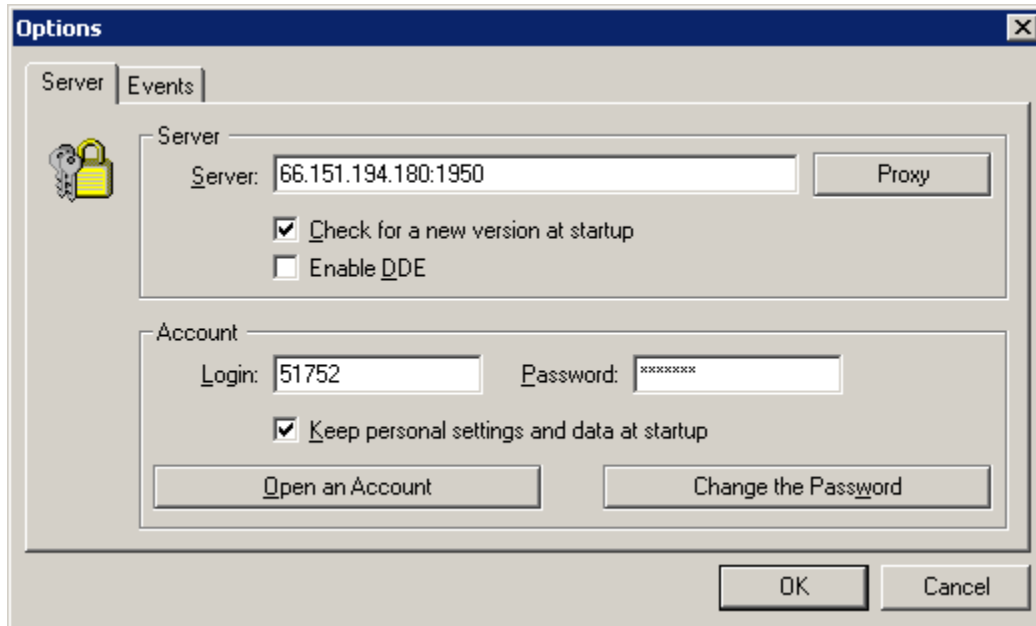 Options
Server Events
Server
Server: 66.151.194.180:1950 Proxy
Check for a new version at startup
Enable DDE
Account
Login: 51752 Password: *******
Keep personal settings and data at startup
Open an Account Change the Password
OK Cancel